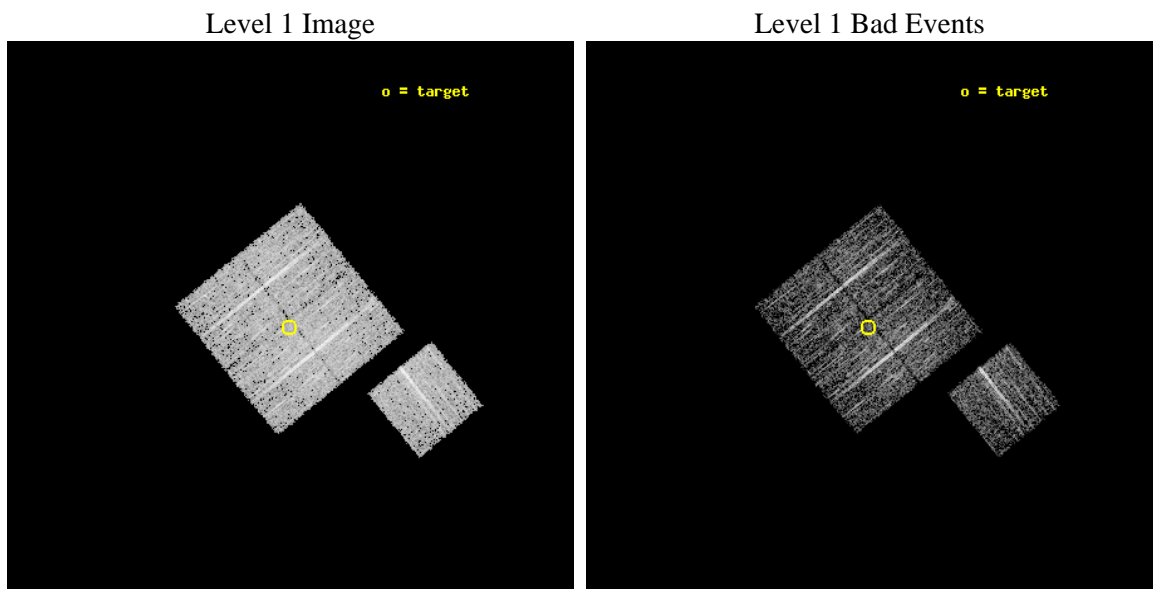 Level 1 Image
Level 1 Bad Events
o = target
o = target